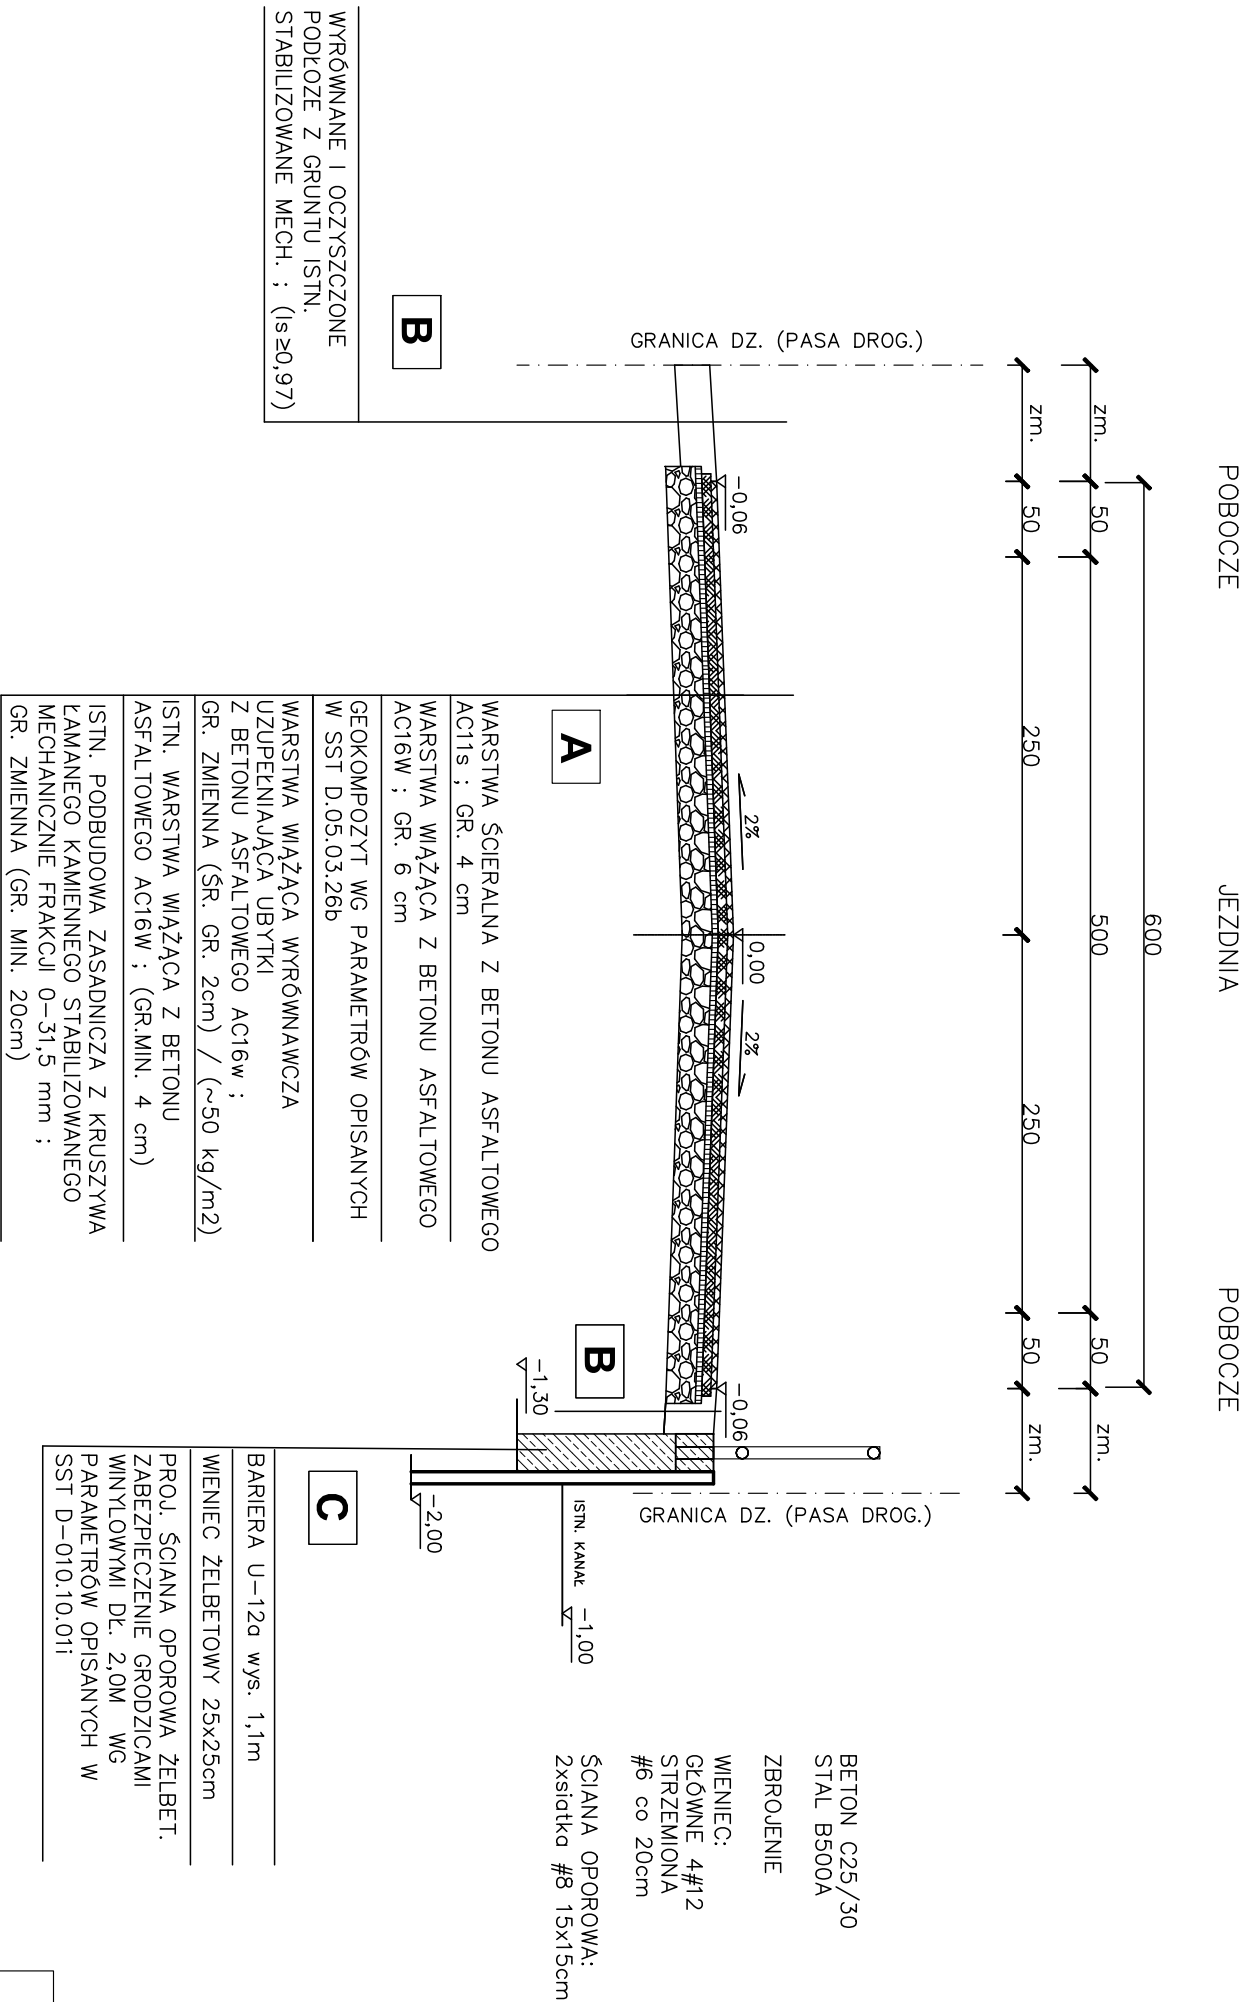 POBOCZE
JEZDNIA
POBOCZE
600
zm.
50
500
50
zm.
zm.
50
250
250
50
zm.
GRANICA DZ. (PASA DROG.)
GRANICA DZ. (PASA DROG.)
-0,06
2%
0,00
2%
-0,06
-1,30
-2,00
ISTN. KANAŁ
-1,00
B
WYRÓWNANE I OCZYSZCZONE
PODŁOŻE Z GRUNTU ISTN.
STABILIZOWANE MECH. ; (Is≥0,97)
A
WARSTWA ŚCIERALNA Z BETONU ASFALTOWEGO
AC11s ; GR. 4 cm
WARSTWA WIĄŻĄCA Z BETONU ASFALTOWEGO
AC16W ; GR. 6 cm
GEOKOMPOZYT WG PARAMETRÓW OPISANYCH
W SST D.05.03.26b
WARSTWA WIĄŻĄCA WYRÓWNAWCZA
UZUPEŁNIAJĄCA UBYTKI
Z BETONU ASFALTOWEGO AC16w ;
GR. ZMIENNA (ŚR. GR. 2cm) / (~50 kg/m2)
ISTN. WARSTWA WIĄŻĄCA Z BETONU
ASFALTOWEGO AC16W ; (GR.MIN. 4 cm)
ISTN. PODBUDOWA ZASADNICZA Z KRUSZYWA
ŁAMANEGO KAMIENNEGO STABILIZOWANEGO
MECHANICZNIE FRAKCJI 0-31,5 mm ;
GR. ZMIENNA (GR. MIN. 20cm)
B
C
BARIERA U-12a wys. 1,1m
WIENIEC ŻELBETOWY 25x25cm
PROJ. ŚCIANA OPOROWA ŻELBET.
ZABEZPIECZENIE GRODZICAMI
WINYLOWYMI DŁ. 2,0M WG
PARAMETRÓW OPISANYCH W
SST D-010.10.01i
BETON C25/30
STAL B500A
ZBROJENIE
WIENIEC:
GŁÓWNE 4#12
STRZEMIONA
#6 co 20cm
ŚCIANA OPOROWA:
2xsiatka #8 15x15cm